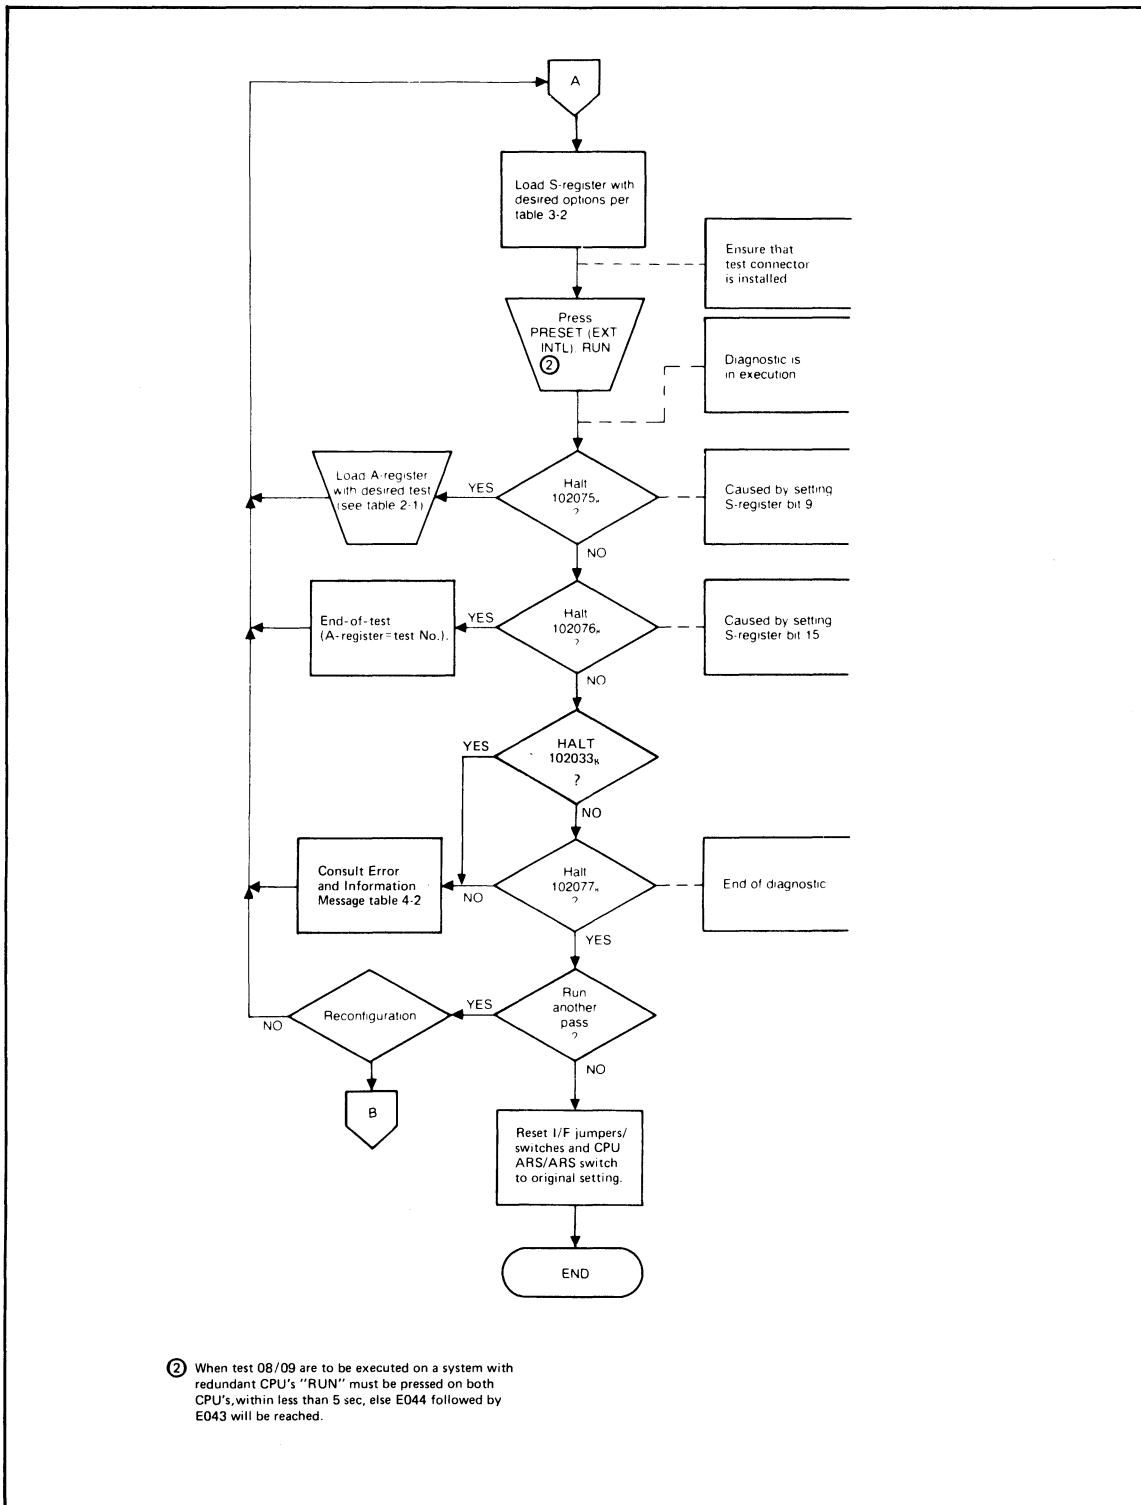 A
Load S-register with
desired options per
table 3-2
Ensure that
test connector
is installed
Press
PRESET (EXT
INTL). RUN
②
Diagnostic is
in execution
Load A-register
with desired test
(see table 2-1)
YES
Halt
102075₈
?
Caused by setting
S-register bit 9
NO
End-of-test
(A-register=test No.).
YES
Halt
102076₈
?
Caused by setting
S-register bit 15
NO
YES
HALT
102033₈
?
NO
Consult Error
and Information
Message table 4-2
NO
Halt
102077₈
?
End of diagnostic
YES
NO
Reconfiguration
YES
Run
another
pass
?
NO
B
Reset I/F jumpers/
switches and CPU
ARS/ARS switch
to original setting.
END
② When test 08/09 are to be executed on a system with
redundant CPU's "RUN" must be pressed on both
CPU's,within less than 5 sec, else E044 followed by
E043 will be reached.